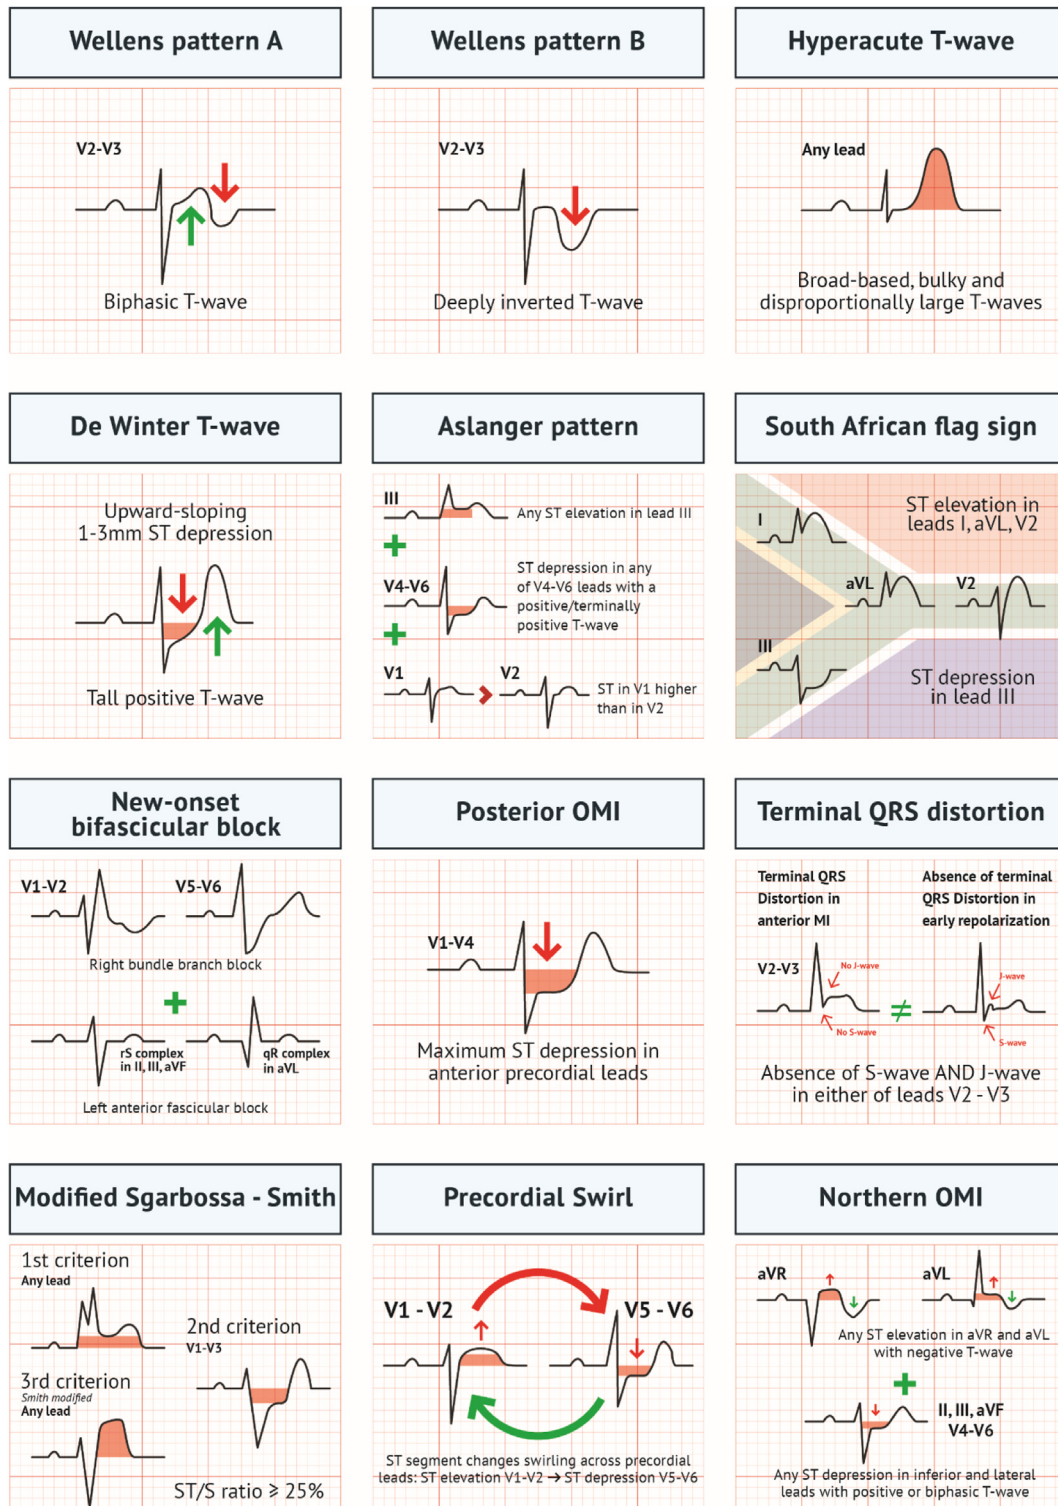 Wellens pattern A
Wellens pattern B
Hyperacute T-wave
V2-V3
Biphasic T-wave
V2-V3
Deeply inverted T-wave
Any lead
Broad-based, bulky and
disproportionally large T-waves
De Winter T-wave
Aslanger pattern
South African flag sign
Upward-sloping
1-3mm ST depression
Tall positive T-wave
III
Any ST elevation in lead III
V4-V6
ST depression in any
of V4-V6 leads with a
positive/terminally
positive T-wave
V1
V2
ST in V1 higher
than in V2
ST elevation in
leads I, aVL, V2
I
aVL
V2
III
ST depression
in lead III
New-onset
bifascicular block
Posterior OMI
Terminal QRS distortion
V1-V2
V5-V6
Right bundle branch block
rS complex
in II, III, aVF
qR complex
in aVL
Left anterior fascicular block
V1-V4
Maximum ST depression in
anterior precordial leads
Terminal QRS
Distortion in
anterior MI
Absence of terminal
QRS Distortion in
early repolarization
V2-V3
No J-wave
No S-wave
≠
J-wave
S-wave
Absence of S-wave AND J-wave
in either of leads V2 - V3
Modified Sgarbossa - Smith
Precordial Swirl
Northern OMI
1st criterion
Any lead
2nd criterion
V1-V3
3rd criterion
Smith modified
Any lead
ST/S ratio ⩾ 25%
V1 - V2
V5 - V6
ST segment changes swirling across precordial
leads: ST elevation V1-V2 → ST depression V5-V6
aVR
aVL
Any ST elevation in aVR and aVL
with negative T-wave
II, III, aVF
V4-V6
Any ST depression in inferior and lateral
leads with positive or biphasic T-wave